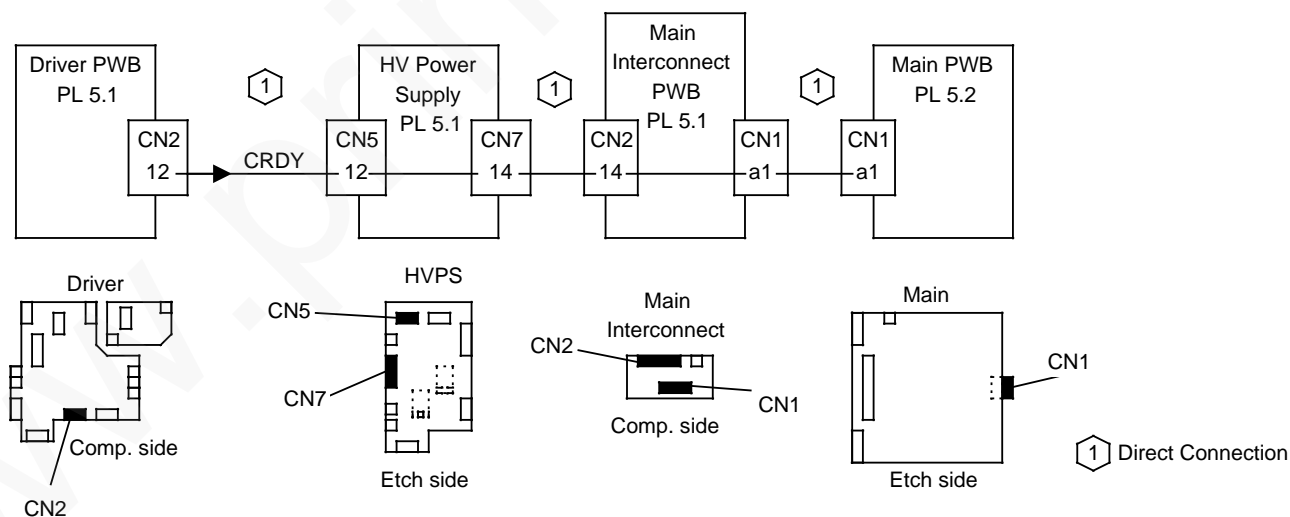 Driver PWB
PL 5.1
1
HV Power
Supply
PL 5.1
1
Main
Interconnect
PWB
PL 5.1
1
Main PWB
PL 5.2
CN2
12
CRDY
CN5
12
CN7
14
CN2
14
CN1
a1
CN1
a1
Driver
CN2
Comp. side
HVPS
CN5
CN7
Etch side
Main
Interconnect
CN2
CN1
Comp. side
Main
CN1
Etch side
1 Direct Connection